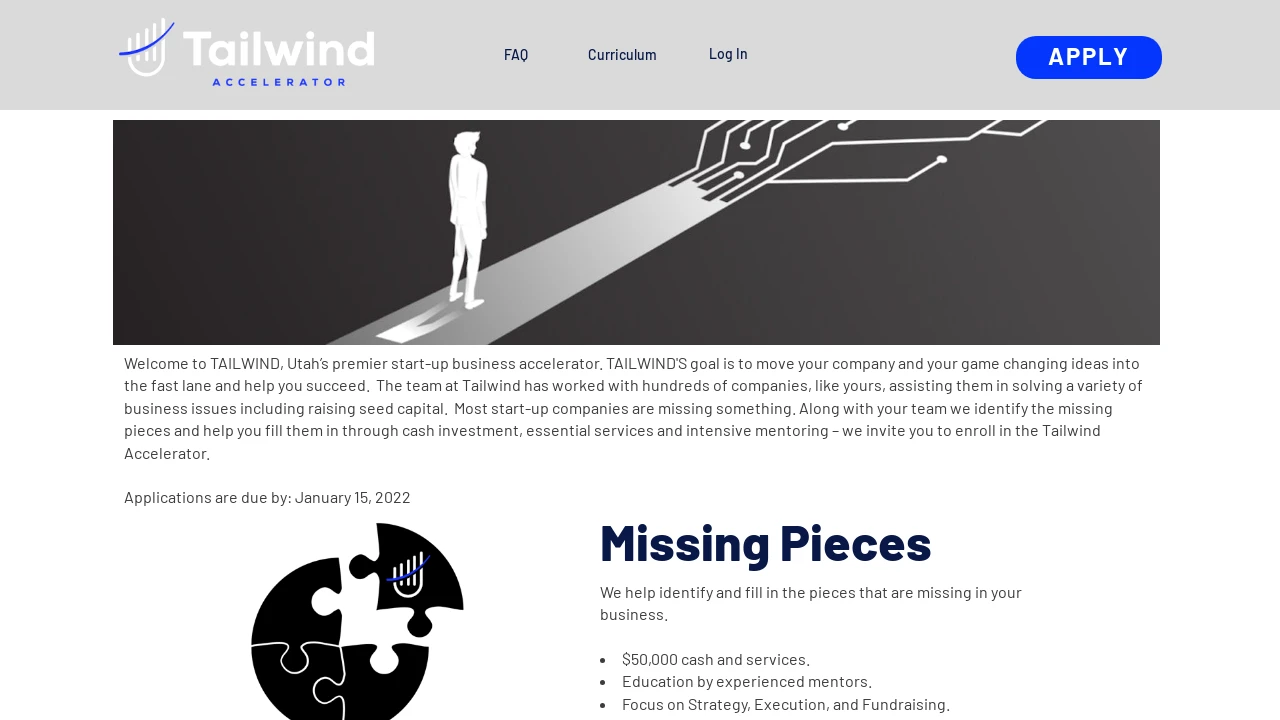 Tailwind
ACCELERATOR
FAQ
Curriculum
Log In
APPLY
Welcome to TAILWIND, Utah’s premier start-up business accelerator. TAILWIND'S goal is to move your company and your game changing ideas into
the fast lane and help you succeed.  The team at Tailwind has worked with hundreds of companies, like yours, assisting them in solving a variety of
business issues including raising seed capital.  Most start-up companies are missing something. Along with your team we identify the missing
pieces and help you fill them in through cash investment, essential services and intensive mentoring – we invite you to enroll in the Tailwind
Accelerator.
Applications are due by: January 15, 2022
Missing Pieces
We help identify and fill in the pieces that are missing in your
business.
• $50,000 cash and services.
• Education by experienced mentors.
• Focus on Strategy, Execution, and Fundraising.